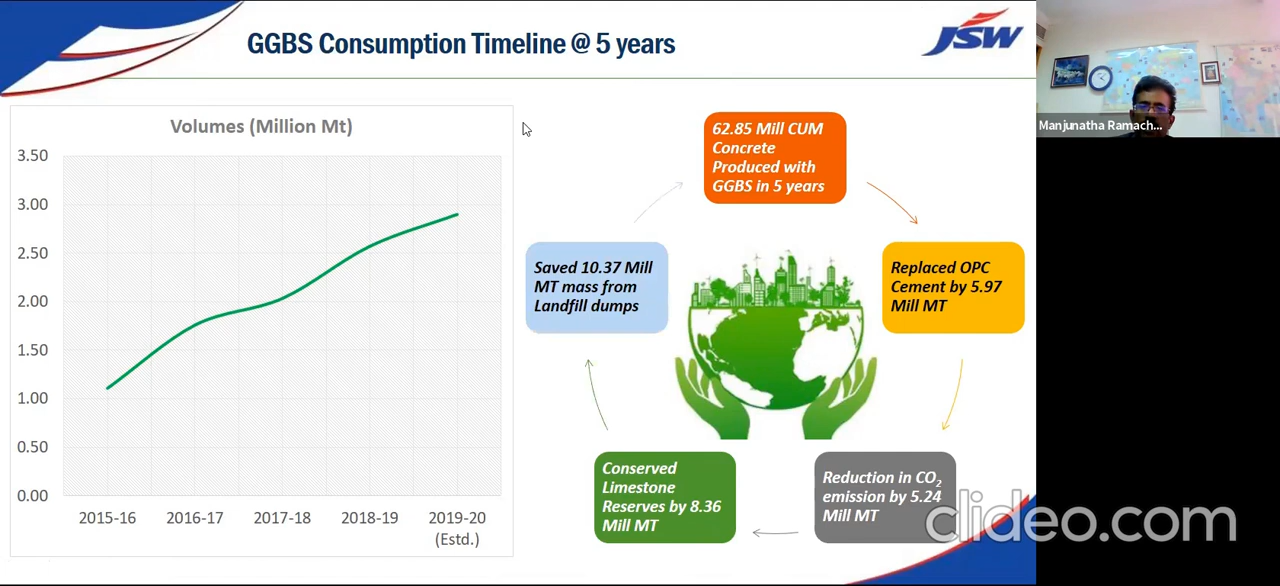 GGBS Consumption Timeline @ 5 years
JSW
Volumes (Million Mt)
3.50
3.00
2.50
2.00
1.50
1.00
0.50
0.00
2015-16
2016-17
2017-18
2018-19
2019-20
(Estd.)
62.85 Mill CUM
Concrete
Produced with
GGBS in 5 years
Replaced OPC
Cement by 5.97
Mill MT
Reduction in CO2
emission by 5.24
Mill MT
Conserved
Limestone
Reserves by 8.36
Mill MT
Saved 10.37 Mill
MT mass from
Landfill dumps
Manjunatha Ramach...
clideo.com